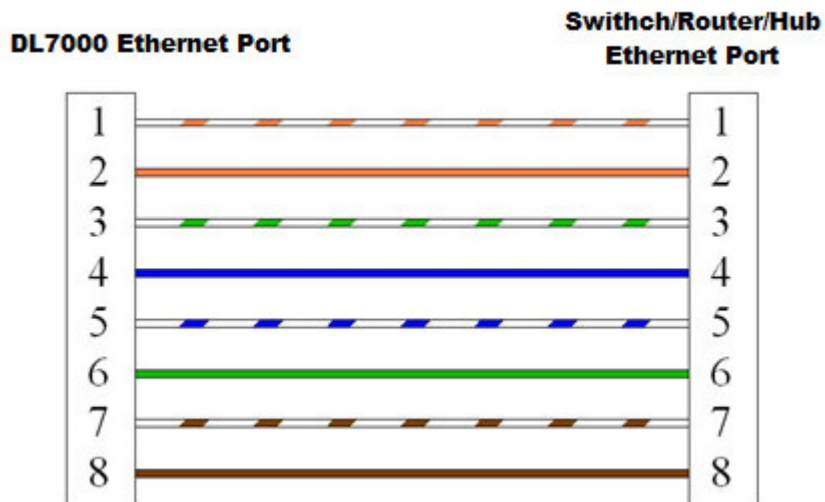 DL7000 Ethernet Port
Swithch/Router/Hub
Ethernet Port
1 1
2 2
3 3
4 4
5 5
6 6
7 7
8 8